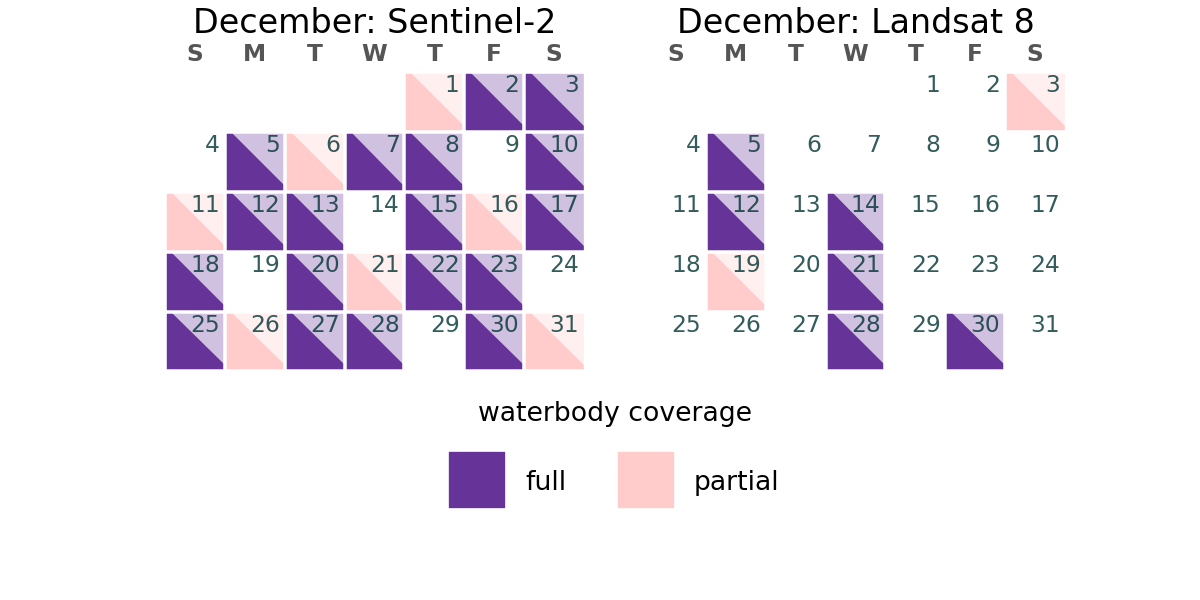 December: Sentinel-2
S M T W T F S
1 2 3
4 5 6 7 8 9 10
11 12 13 14 15 16 17
18 19 20 21 22 23 24
25 26 27 28 29 30 31
December: Landsat 8
S M T W T F S
1 2 3
4 5 6 7 8 9 10
11 12 13 14 15 16 17
18 19 20 21 22 23 24
25 26 27 28 29 30 31
waterbody coverage
full
partial